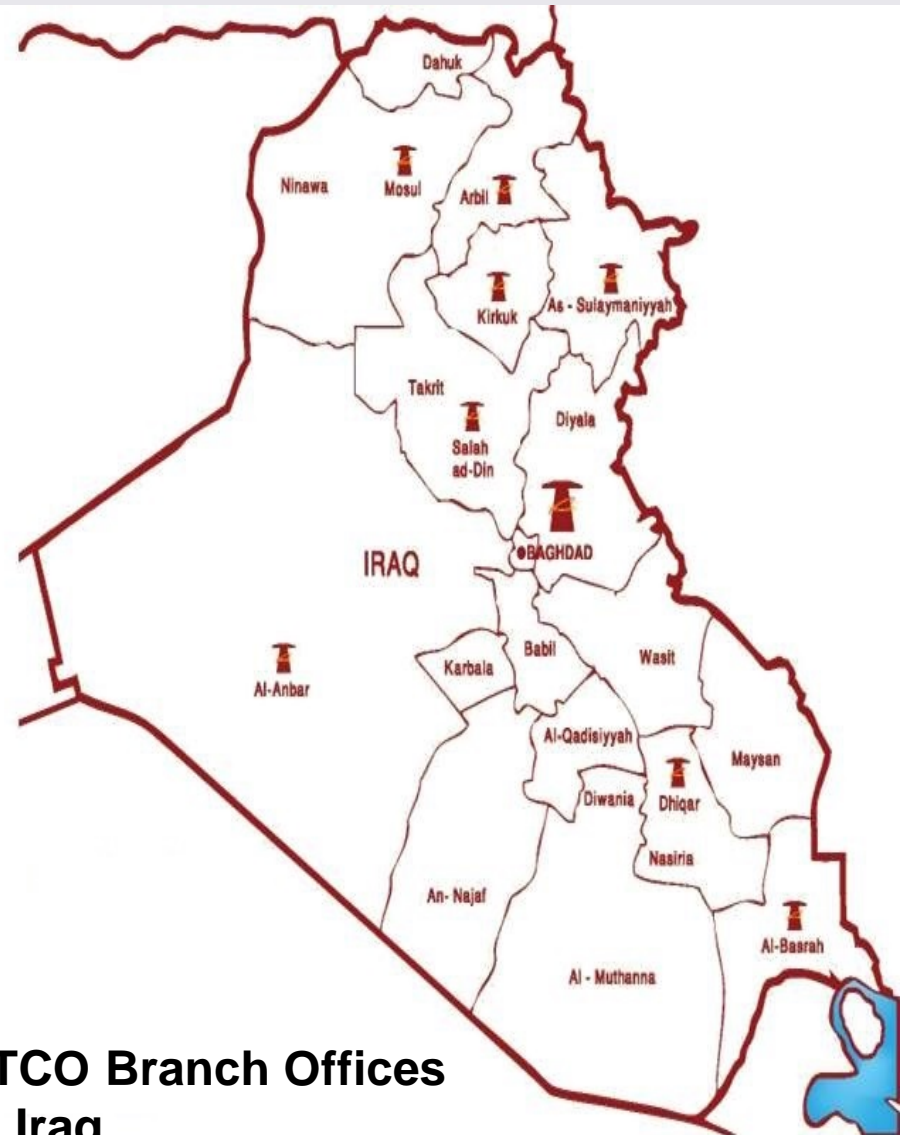 Dahuk
Ninawa
Mosul
Arbil
Kirkuk
As - Sulaymaniyyah
Takrit
Salah
ad-Din
Diyala
BAGHDAD
IRAQ
Al-Anbar
Karbala
Babil
Wasit
Al-Qadisiyyah
Diwania
Dhiqar
Maysan
Nasiria
An- Najaf
Al-Basrah
Al - Muthanna
TCO Branch Offices
Iraq